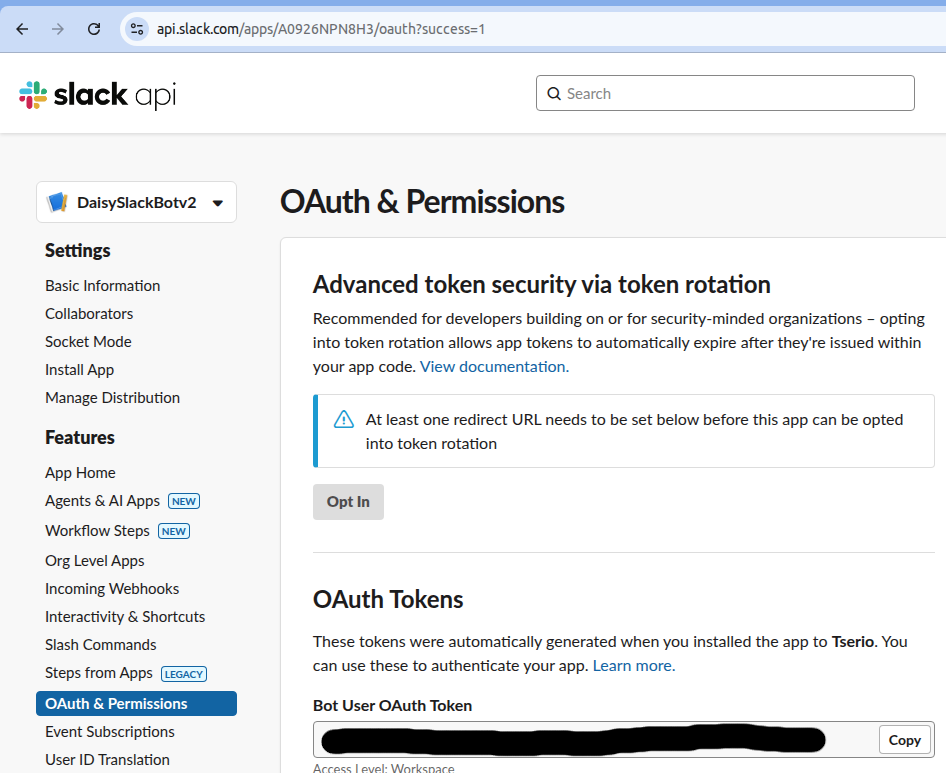 api.slack.com/apps/A0926NPN8H3/oauth?success=1
slack api
Search
DaisySlackBotv2
Settings
Basic Information
Collaborators
Socket Mode
Install App
Manage Distribution
Features
App Home
Agents & AI Apps NEW
Workflow Steps NEW
Org Level Apps
Incoming Webhooks
Interactivity & Shortcuts
Slash Commands
Steps from Apps LEGACY
OAuth & Permissions
Event Subscriptions
User ID Translation
OAuth & Permissions
Advanced token security via token rotation
Recommended for developers building on or for security-minded organizations – opting
into token rotation allows app tokens to automatically expire after they're issued within
your app code. View documentation.
At least one redirect URL needs to be set below before this app can be opted
into token rotation
Opt In
OAuth Tokens
These tokens were automatically generated when you installed the app to Tserio. You
can use these to authenticate your app. Learn more.
Bot User OAuth Token
Copy
Access Level: Workspace